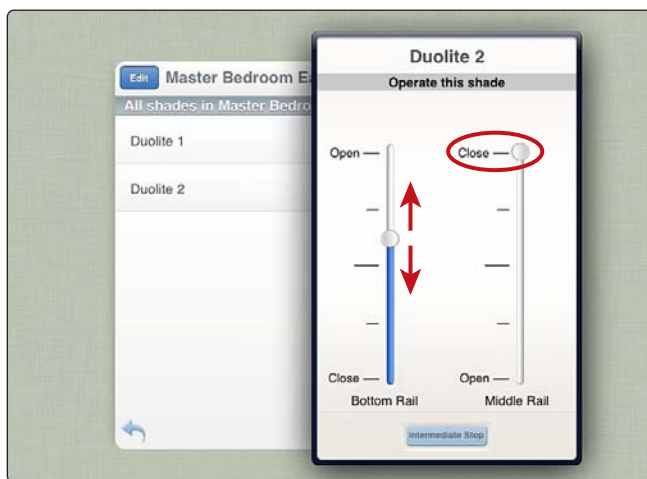 Duolite 2
Operate this shade
Edit Master Bedroom Ea
All shades in Master Bedro
Duolite 1
Duolite 2
Open Close
Close Open
Bottom Rail Middle Rail
Intermediate Stop